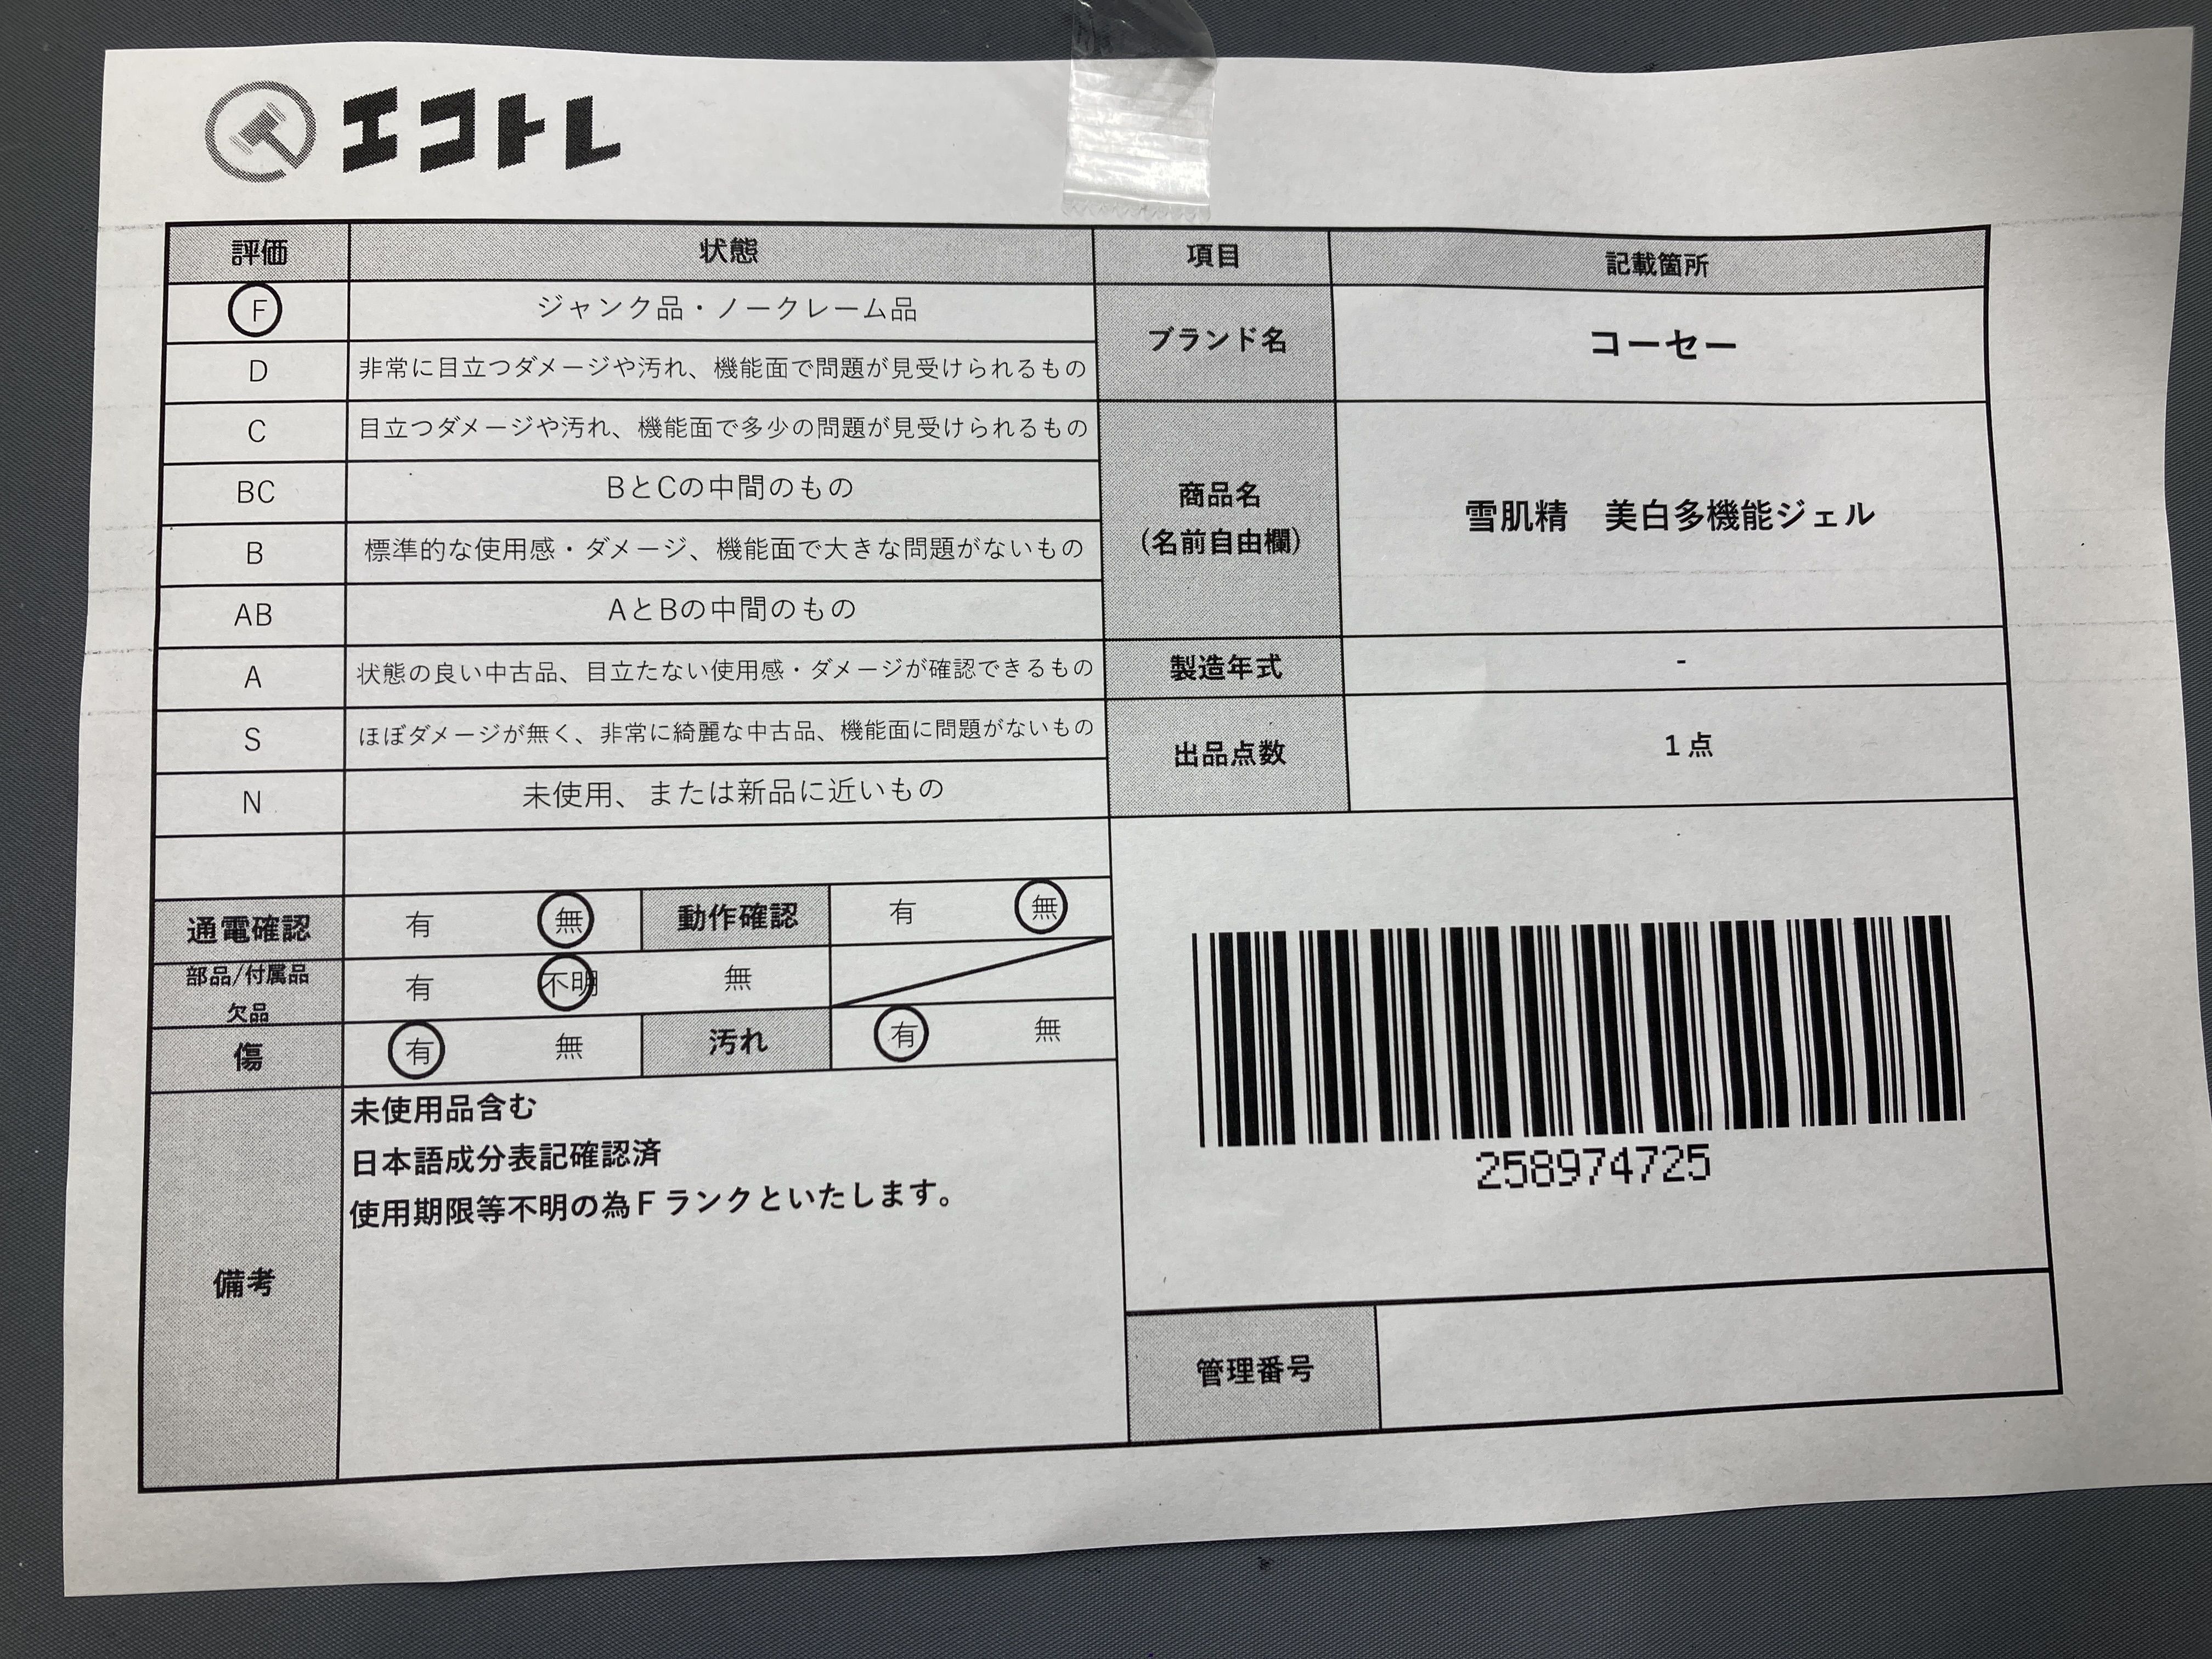 エコトレ
評価 状態 項目 記載箇所
F ジャンク品・ノークレーム品
D 非常に目立つダメージや汚れ、機能面で問題が見受けられるもの
ブランド名 コーセー
C 目立つダメージや汚れ、機能面で多少の問題が見受けられるもの
BC BとCの中間のもの
B 標準的な使用感・ダメージ、機能面で大きな問題がないもの
AB AとBの中間のもの
商品名
(名前自由欄)
雪肌精　美白多機能ジェル
A 状態の良い中古品、目立たない使用感・ダメージが確認できるもの
製造年式 -
S ほぼダメージが無く、非常に綺麗な中古品、機能面に問題がないもの
N 未使用、または新品に近いもの
出品点数 1点
通電確認 有 無 動作確認 有 無
部品/付属品
欠品
有 不明 無
傷 有 無 汚れ 有 無
備考
未使用品含む
日本語成分表記確認済
使用期限等不明の為Fランクといたします。
258974725
管理番号